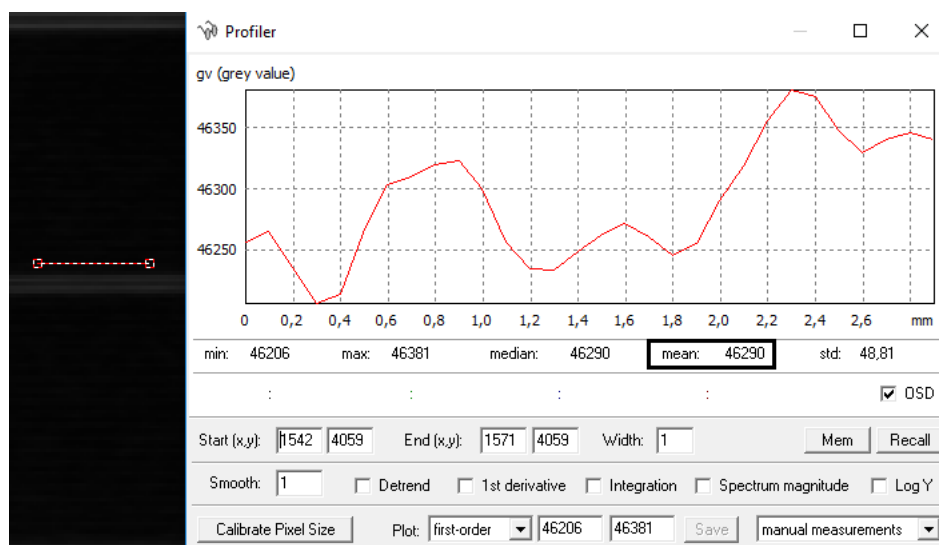 Profiler
gv (grey value)
46350
46300
46250
0 0,2 0,4 0,6 0,8 1,0 1,2 1,4 1,6 1,8 2,0 2,2 2,4 2,6 mm
min: 46206 max: 46381 median: 46290 mean: 46290 std: 48,81
: : : : OSD
Start (x,y): 1542 4059 End (x,y): 1571 4059 Width: 1 Mem Recall
Smooth: 1 Detrend 1st derivative Integration Spectrum magnitude Log Y
Calibrate Pixel Size Plot: first-order 46206 46381 Save manual measurements